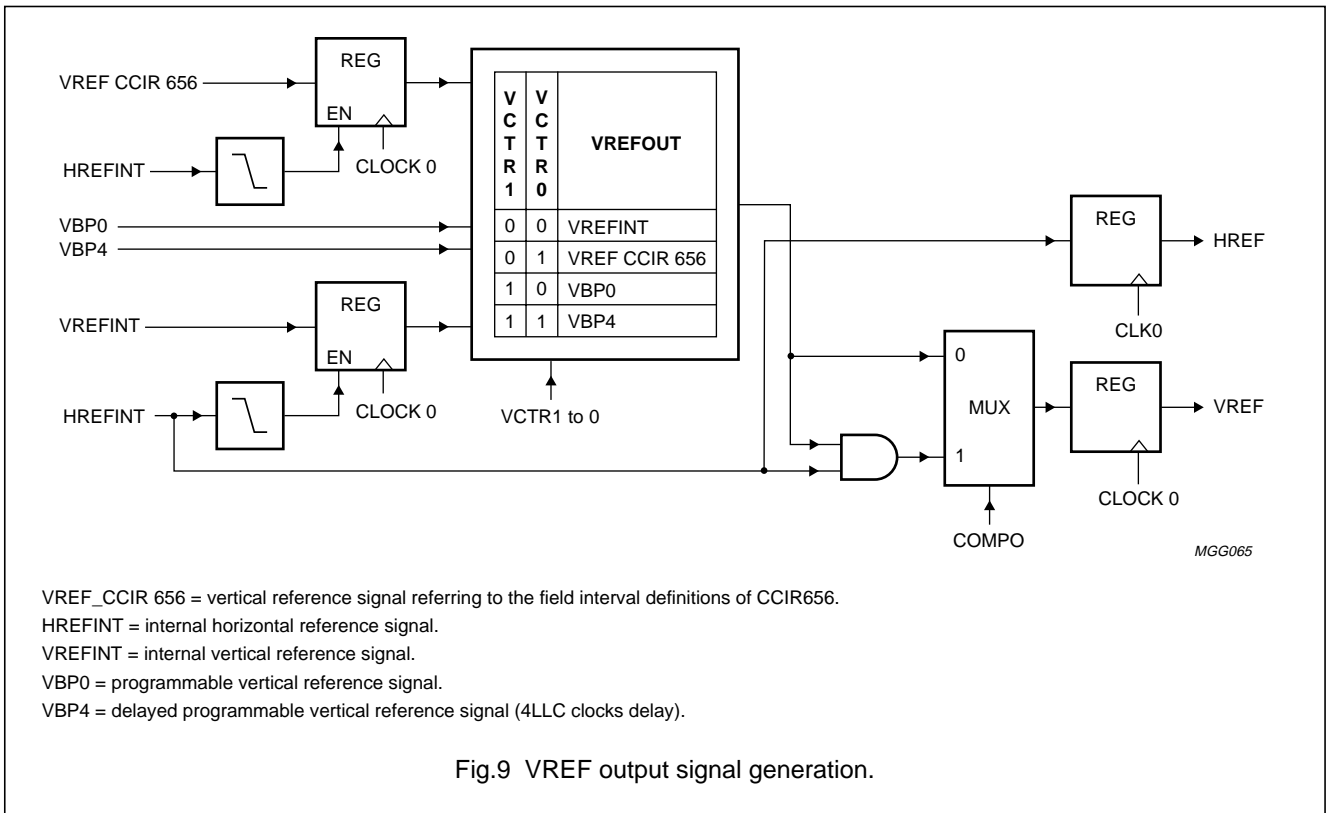 VREF CCIR 656
REG
EN
CLOCK 0
HREFINT
VBP0
VBP4
VREFINT
REG
EN
CLOCK 0
HREFINT
VCTR1 VCTR0 VREFOUT
0 0 VREFINT
0 1 VREF CCIR 656
1 0 VBP0
1 1 VBP4
VCTR1 to 0
REG
HREF
CLK0
0
MUX
1
COMPO
REG
VREF
CLOCK 0
MGG065
VREF_CCIR 656 = vertical reference signal referring to the field interval definitions of CCIR656.
HREFINT = internal horizontal reference signal.
VREFINT = internal vertical reference signal.
VBP0 = programmable vertical reference signal.
VBP4 = delayed programmable vertical reference signal (4LLC clocks delay).
Fig.9 VREF output signal generation.